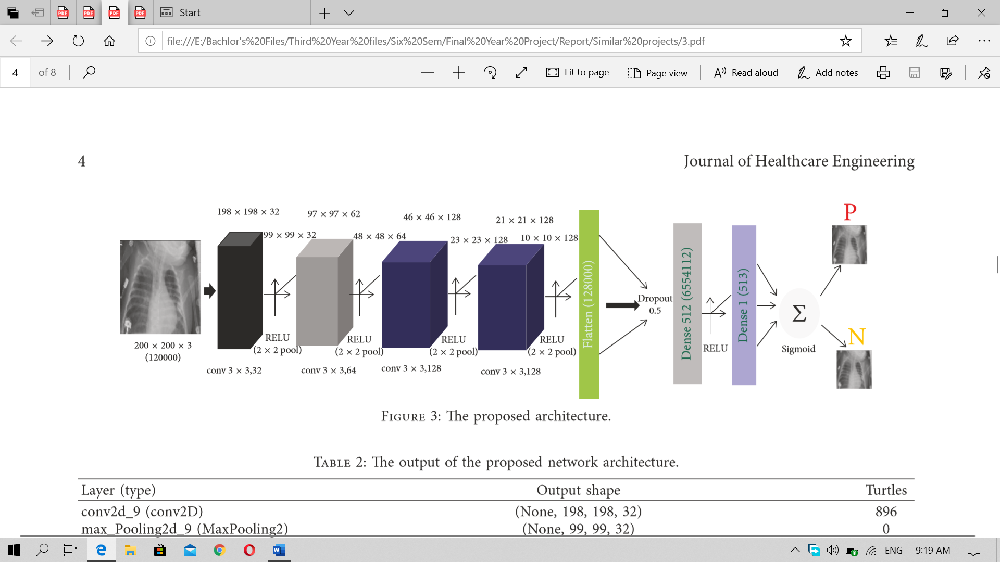 PDF PDF PDF PDF Start
file:///E:/Bachlor's%20Files/Third%20Year%20files/Six%20Sem/Final%20Year%20Project/Report/Similar%20projects/3.pdf
4 of 8 Fit to page Page view Read aloud Add notes
4 Journal of Healthcare Engineering
198 × 198 × 32 97 × 97 × 62 46 × 46 × 128 21 × 21 × 128 P
99 × 99 × 32 48 × 48 × 64 23 × 23 × 128 10 × 10 × 128
Flatten (128000)
Dropout
0.5
Dense 512 (6554112)
Dense 1 (513)
Σ
RELU RELU RELU RELU N
(2 × 2 pool) (2 × 2 pool) (2 × 2 pool) (2 × 2 pool)
200 × 200 × 3 RELU Sigmoid
(120000)
conv 3 × 3,32 conv 3 × 3,64 conv 3 × 3,128 conv 3 × 3,128
Figure 3: The proposed architecture.
Table 2: The output of the proposed network architecture.
Layer (type) Output shape Turtles
conv2d_9 (conv2D) (None, 198, 198, 32) 896
max_Pooling2d_9 (MaxPooling2) (None, 99, 99, 32) 0
ENG 9:19 AM